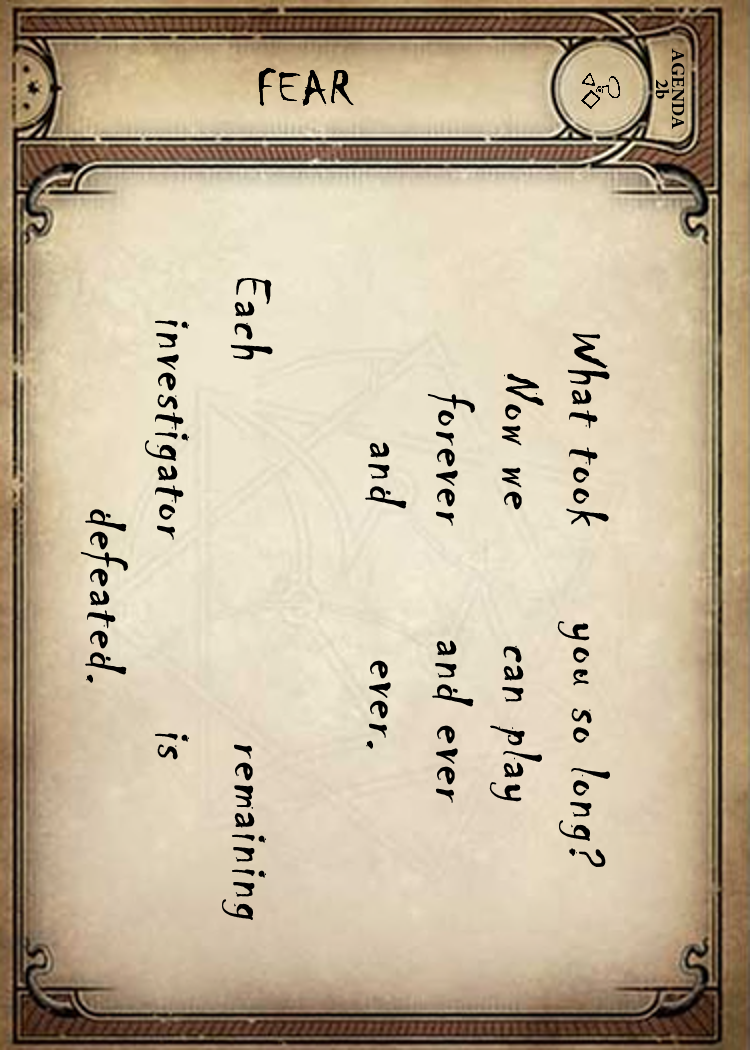 AGENDA
2b
FEAR
What took you so long?
Now we can play
forever and ever
and ever.
Each remaining
investigator is
defeated.